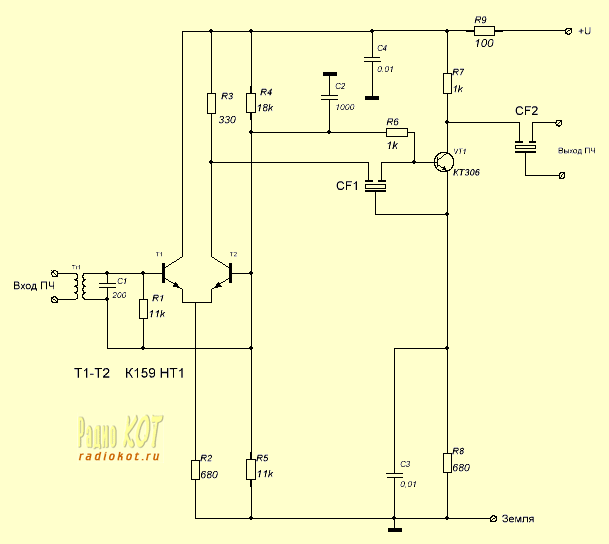 R9
100
+U
C4
0.01
R7
1k
C2
1000
R3
330
R4
18k
R6
1k
CF2
Выход ПЧ
VT1
КТ306
CF1
T1
T2
Тг1
Вход ПЧ
C1
200
R1
11k
T1-T2 К159 НТ1
Радио КОТ
radiokot.ru
R2
680
R5
11k
C3
0,01
R8
680
Земля